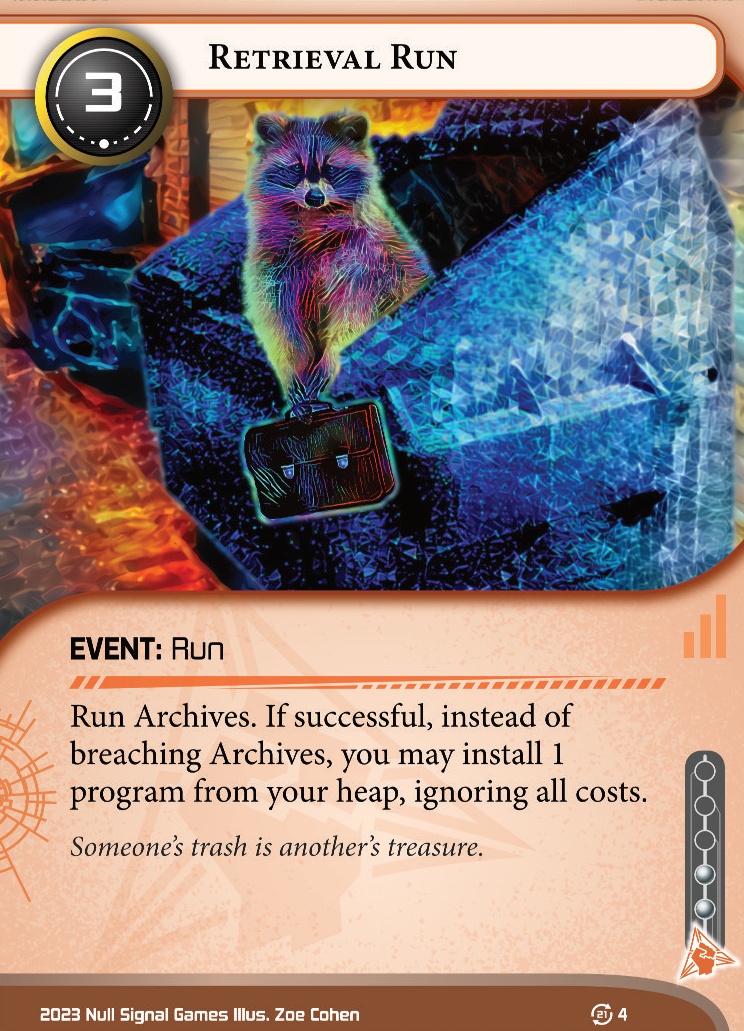 3
Retrieval Run
EVENT: Run
Run Archives. If successful, instead of
breaching Archives, you may install 1
program from your heap, ignoring all costs.
Someone's trash is another's treasure.
2023 Null Signal Games Illus. Zoe Cohen
21 4